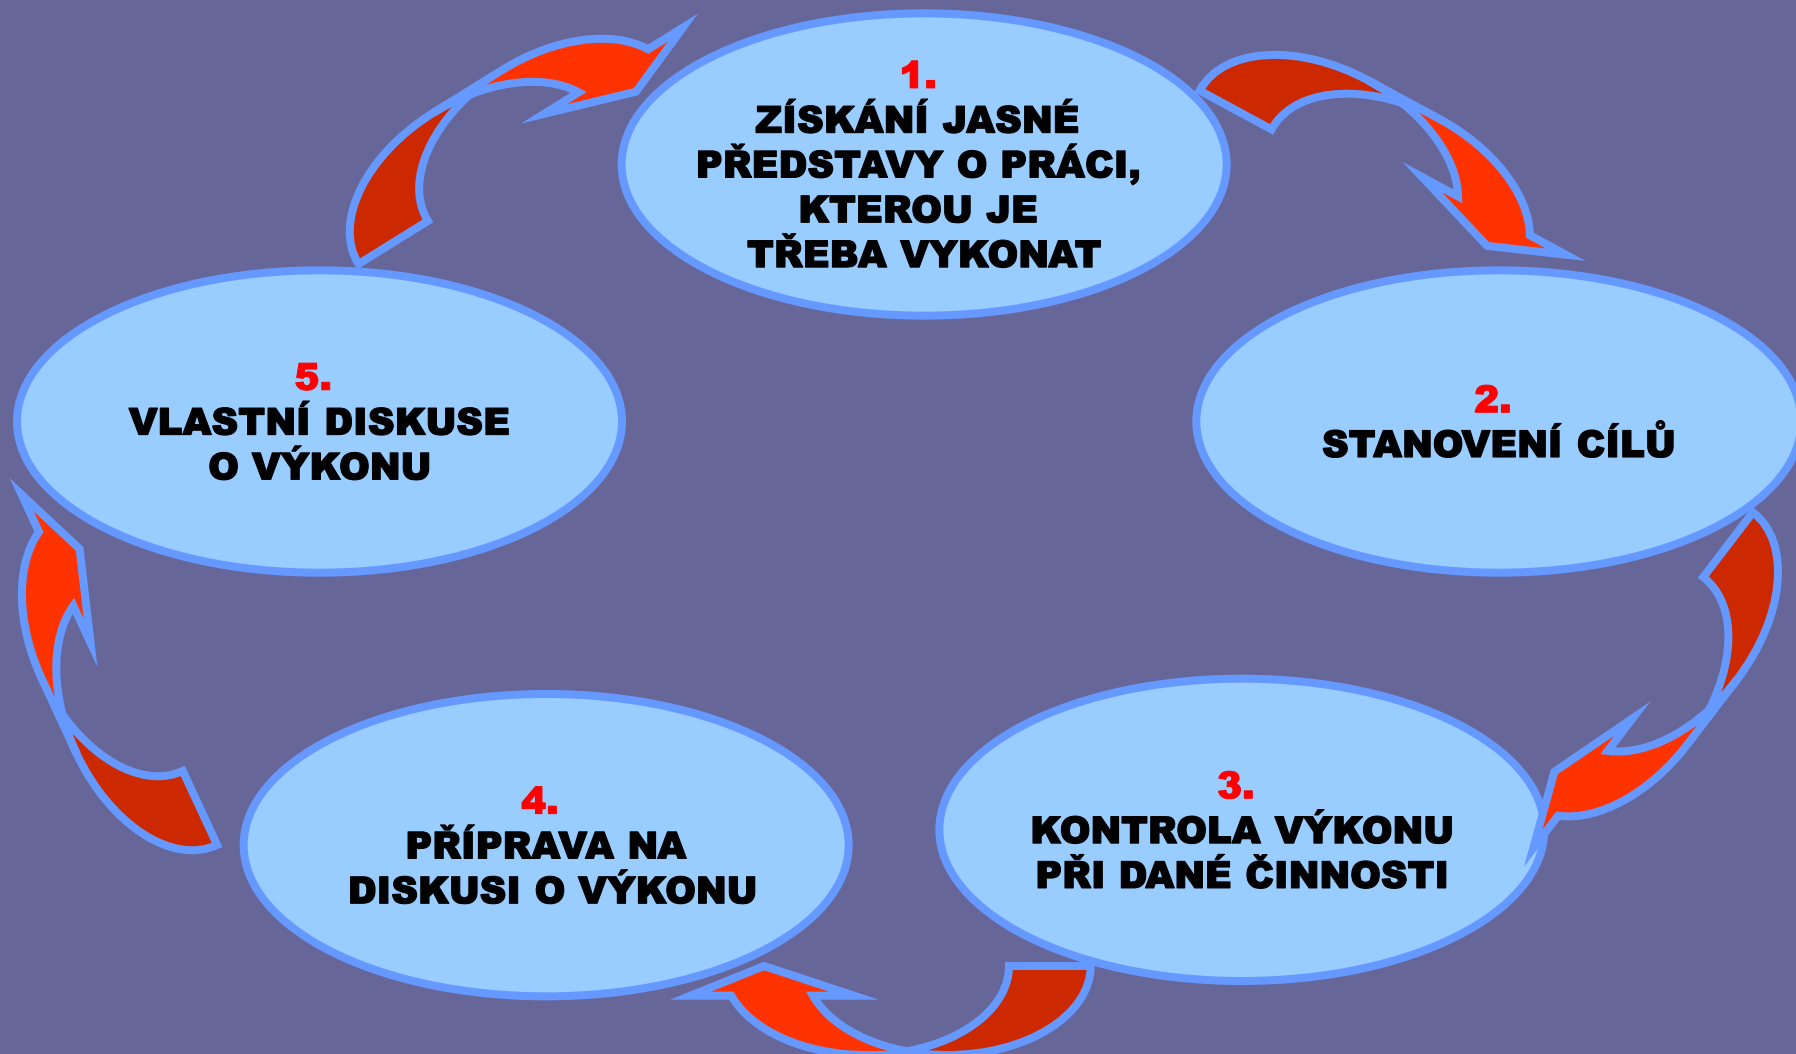 1.
ZÍSKÁNÍ JASNÉ
PŘEDSTAVY O PRÁCI,
KTEROU JE
TŘEBA VYKONAT
2.
STANOVENÍ CÍLŮ
3.
KONTROLA VÝKONU
PŘI DANÉ ČINNOSTI
4.
PŘÍPRAVA NA
DISKUSI O VÝKONU
5.
VLASTNÍ DISKUSE
O VÝKONU